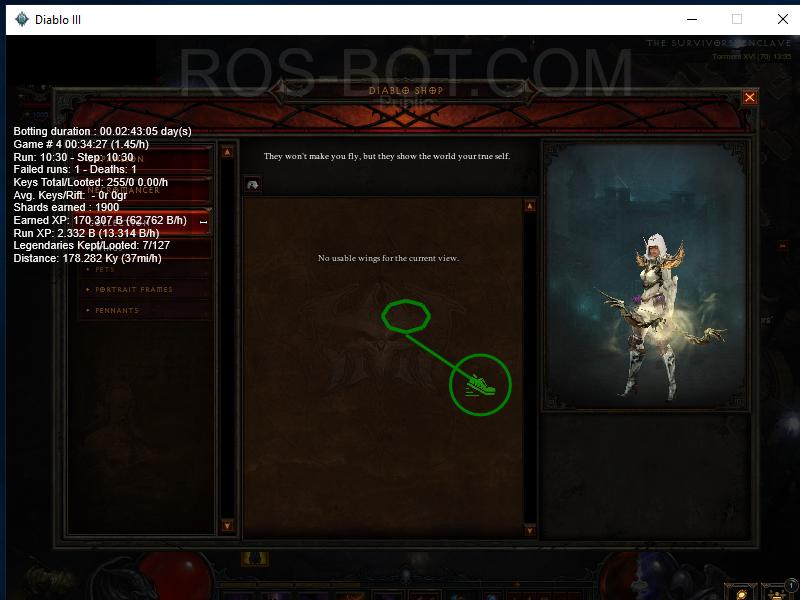 Diablo III
THE SURVIVORS' ENCLAVE
Torment XVI (70) 13:35
ROS-BOT.COM
DIABLO SHOP
Public
Botting duration : 00.02:43:05 day(s)
Game # 4 00:34:27 (1.45/h)
Run: 10:30 - Step: 10:30
Failed runs: 1 - Deaths: 1
Keys Total/Looted: 255/0 0.00/h
NECROMANCER
Avg. Keys/Rift: - 0r 0gr
Shards earned : 1900
Earned XP: 170.307 B (62.762 B/h)
Run XP: 2.332 B (13.314 B/h)
Legendaries Kept/Looted: 7/127
Distance: 178.282 Ky (37mi/h)
PETS
PORTRAIT FRAMES
PENNANTS
They won't make you fly, but they show the world your true self.
No usable wings for the current view.
1